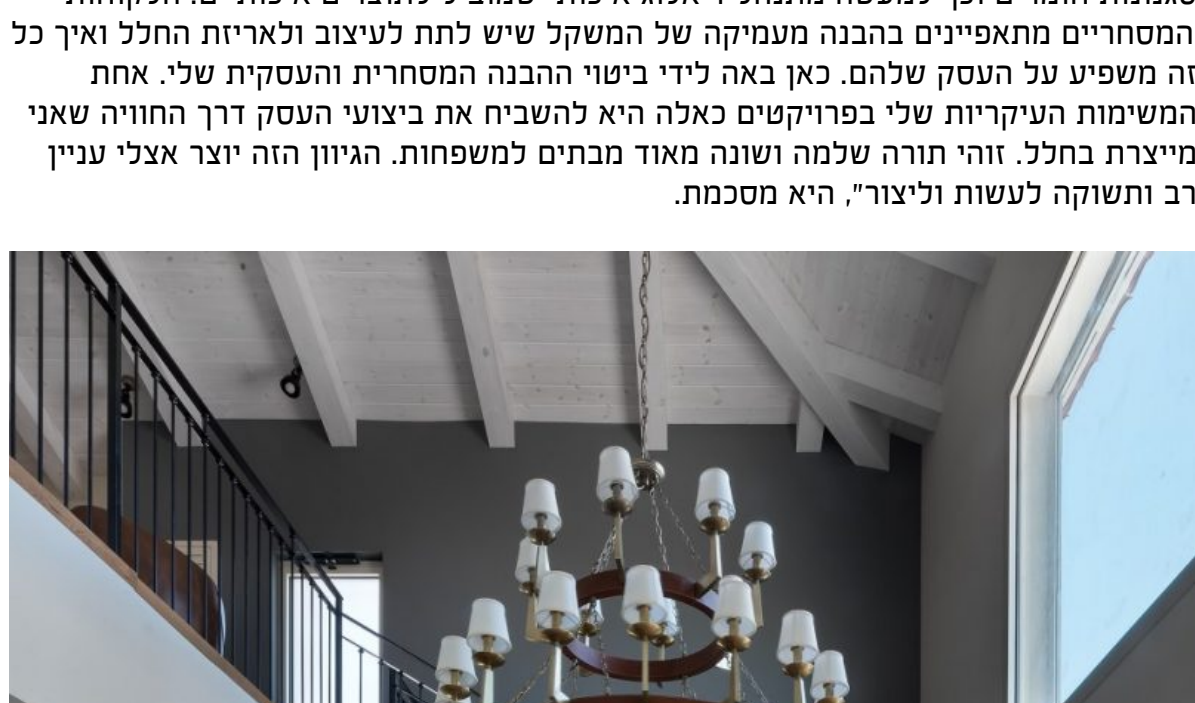 המסחריים מתאפיינים בהבנה מעמיקה של המשקל שיש לתת לעיצוב ולאריזת החלל ואיך כל
זה משפיע על העסק שלהם. כאן באה לידי ביטוי ההבנה המסחרית והעסקית שלי. אחת
המשימות העיקריות שלי בפרויקטים כאלה היא להשביח את ביצועי העסק דרך החוויה שאני
מייצרת בחלל. זוהי תורה שלמה ושונה מאוד מבתים למשפחות. הגיוון הזה יוצר אצלי עניין
רב ותשוקה לעשות וליצור", היא מסכמת.